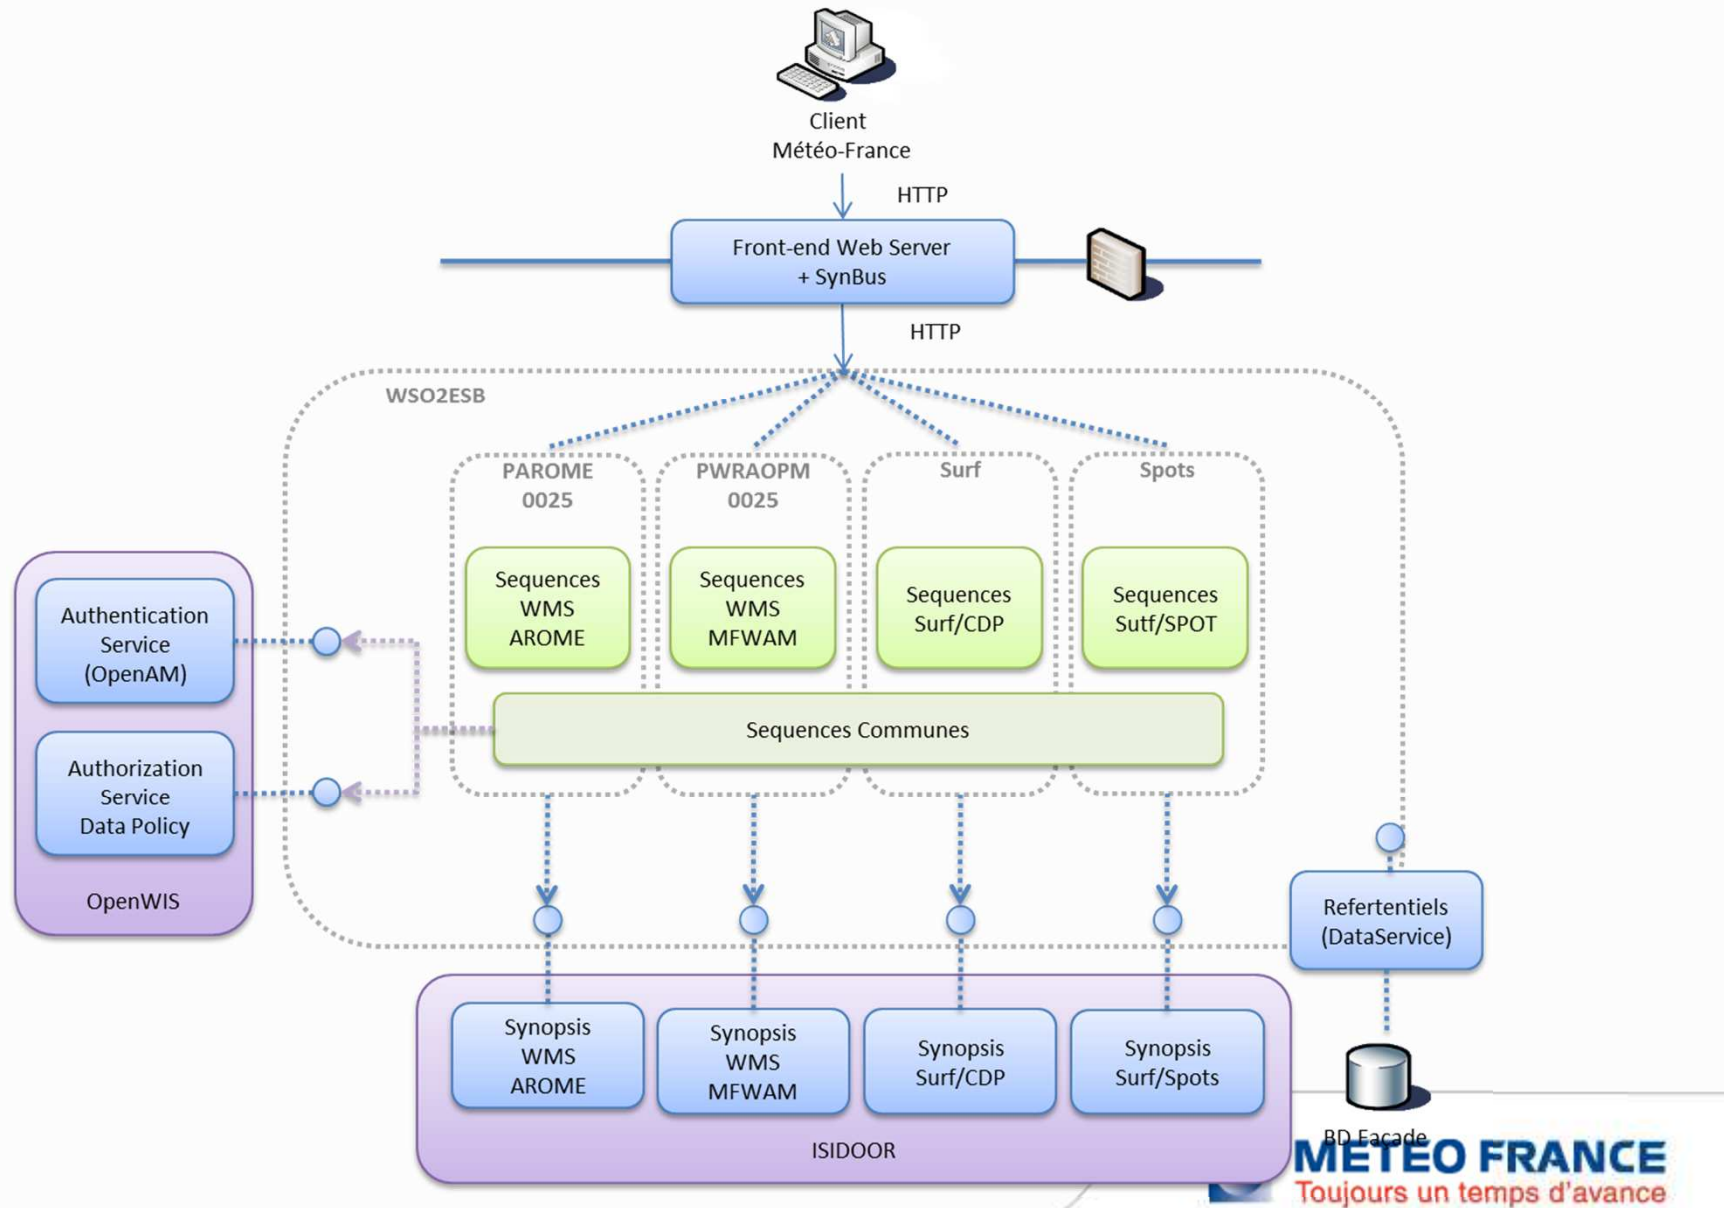 Client
Météo-France
HTTP
Front-end Web Server
+ SynBus
HTTP
WSO2ESB
PAROME
0025
PWRAOPM
0025
Surf
Spots
Sequences
WMS
AROME
Sequences
WMS
MFWAM
Sequences
Surf/CDP
Sequences
Sutf/SPOT
Authentication
Service
(OpenAM)
Sequences Communes
Authorization
Service
Data Policy
OpenWIS
Refertentiels
(DataService)
Synopsis
WMS
AROME
Synopsis
WMS
MFWAM
Synopsis
Surf/CDP
Synopsis
Surf/Spots
ISIDOOR
BD Facade
METEO FRANCE
Toujours un temps d'avance